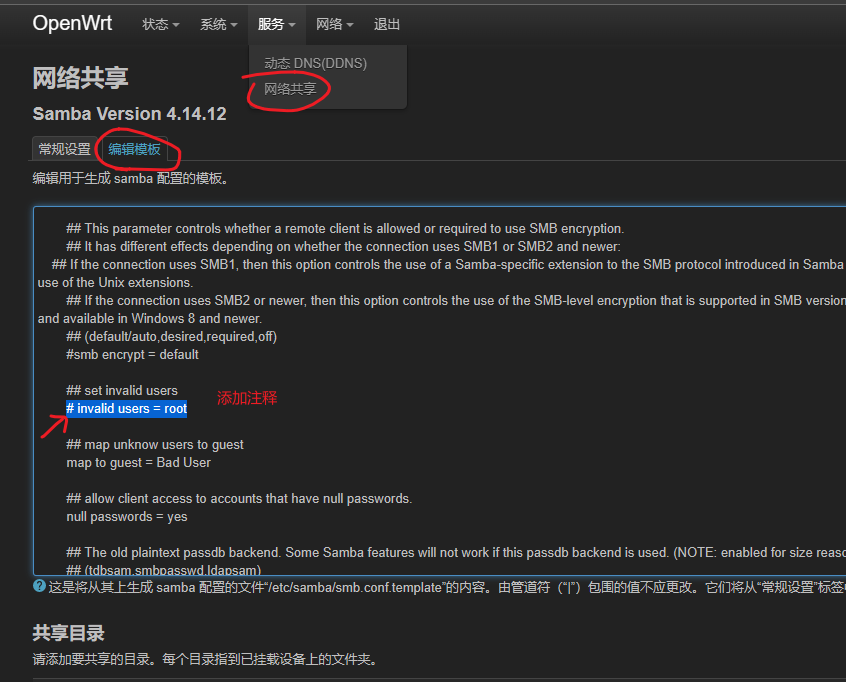 OpenWrt 状态 系统 服务 网络 退出
动态 DNS(DDNS)
网络共享
网络共享
Samba Version 4.14.12
常规设置 编辑模板
编辑用于生成 samba 配置的模板。
## This parameter controls whether a remote client is allowed or required to use SMB encryption.
## It has different effects depending on whether the connection uses SMB1 or SMB2 and newer:
## If the connection uses SMB1, then this option controls the use of a Samba-specific extension to the SMB protocol introduced in Samba
use of the Unix extensions.
## If the connection uses SMB2 or newer, then this option controls the use of the SMB-level encryption that is supported in SMB version
and available in Windows 8 and newer.
## (default/auto,desired,required,off)
#smb encrypt = default
## set invalid users
# invalid users = root 添加注释
## map unknow users to guest
map to guest = Bad User
## allow client access to accounts that have null passwords.
null passwords = yes
## The old plaintext passdb backend. Some Samba features will not work if this passdb backend is used. (NOTE: enabled for size reaso
## (tdbsam,smbpasswd,ldapsam)
这是将从其上生成 samba 配置的文件“/etc/samba/smb.conf.template”的内容。由管道符（“|”）包围的值不应更改。它们将从“常规设置”标签
共享目录
请添加要共享的目录。每个目录指到已挂载设备上的文件夹。